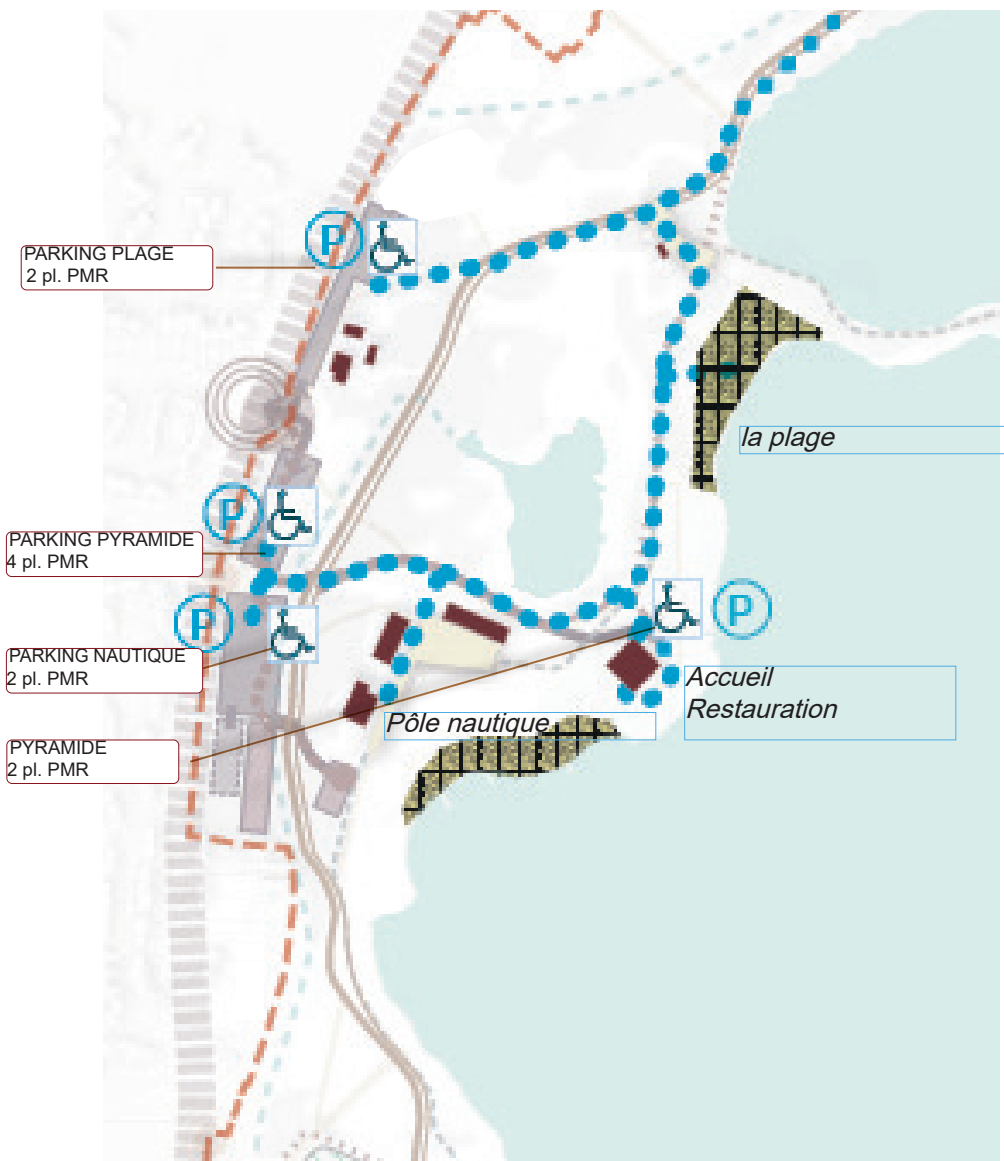 P
PARKING PLAGE
2 pl. PMR
la plage
P
PARKING PYRAMIDE
4 pl. PMR
P
P
PARKING NAUTIQUE
2 pl. PMR
Accueil
Restauration
Pôle nautique
PYRAMIDE
2 pl. PMR